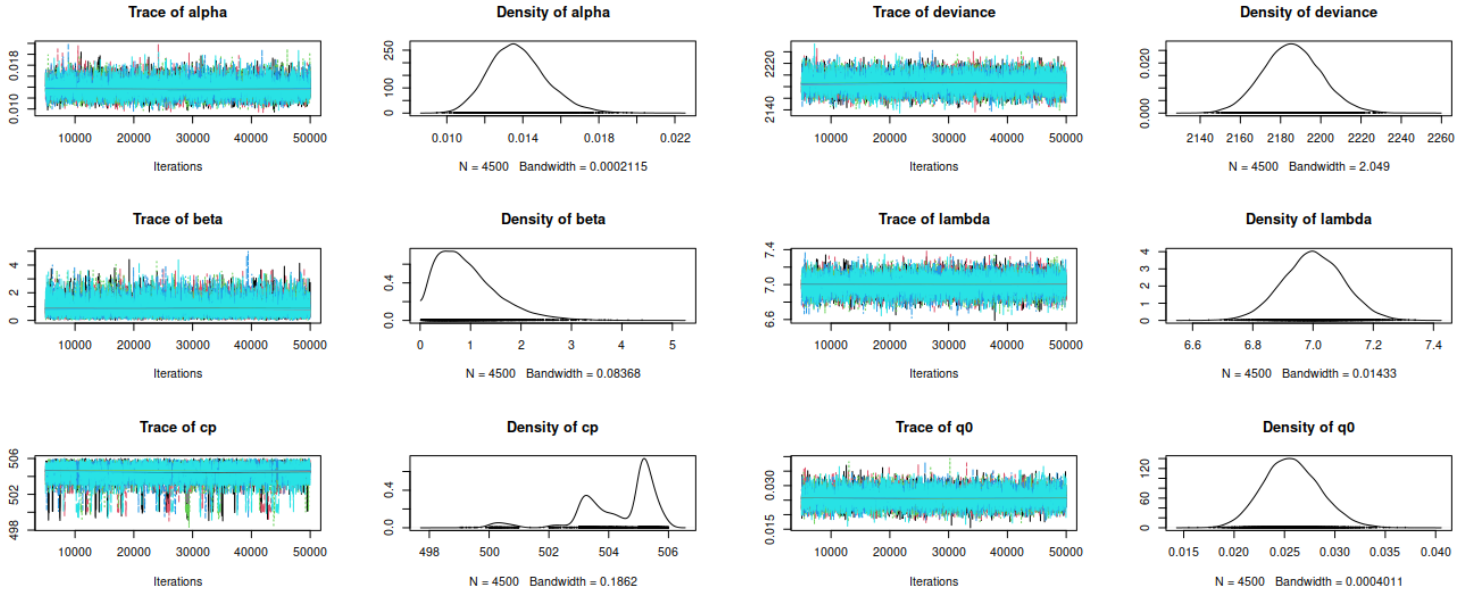 Trace of alpha
0.010 0.018
10000 20000 30000 40000 50000
Iterations
Density of alpha
0 100 250
0.010 0.014 0.018 0.022
N = 4500 Bandwidth = 0.0002115
Trace of deviance
2140 2220
10000 20000 30000 40000 50000
Iterations
Density of deviance
0.000 0.020
2140 2160 2180 2200 2220 2240 2260
N = 4500 Bandwidth = 2.049
Trace of beta
0 2 4
10000 20000 30000 40000 50000
Iterations
Density of beta
0.0 0.4
0 1 2 3 4 5
N = 4500 Bandwidth = 0.08368
Trace of lambda
6.6 7.0 7.4
10000 20000 30000 40000 50000
Iterations
Density of lambda
0 1 2 3 4
6.6 6.8 7.0 7.2 7.4
N = 4500 Bandwidth = 0.01433
Trace of cp
498 502 506
10000 20000 30000 40000 50000
Iterations
Density of cp
0.0 0.4
498 500 502 504 506
N = 4500 Bandwidth = 0.1862
Trace of q0
0.015 0.030
10000 20000 30000 40000 50000
Iterations
Density of q0
0 60 120
0.015 0.020 0.025 0.030 0.035 0.040
N = 4500 Bandwidth = 0.0004011